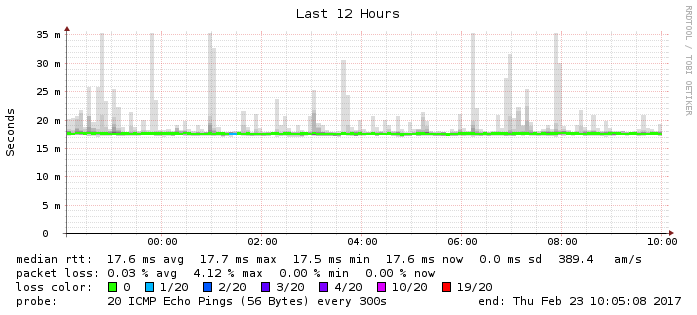 Last 12 Hours
RRDTOOL / TOBI OETIKER
Seconds
35 m
30 m
25 m
20 m
15 m
10 m
5 m
0
00:00 02:00 04:00 06:00 08:00 10:00
median rtt: 17.6 ms avg 17.7 ms max 17.5 ms min 17.6 ms now 0.0 ms sd 389.4 am/s
packet loss: 0.03 % avg 4.12 % max 0.00 % min 0.00 % now
loss color: 0 1/20 2/20 3/20 4/20 10/20 19/20
probe: 20 ICMP Echo Pings (56 Bytes) every 300s end: Thu Feb 23 10:05:08 2017